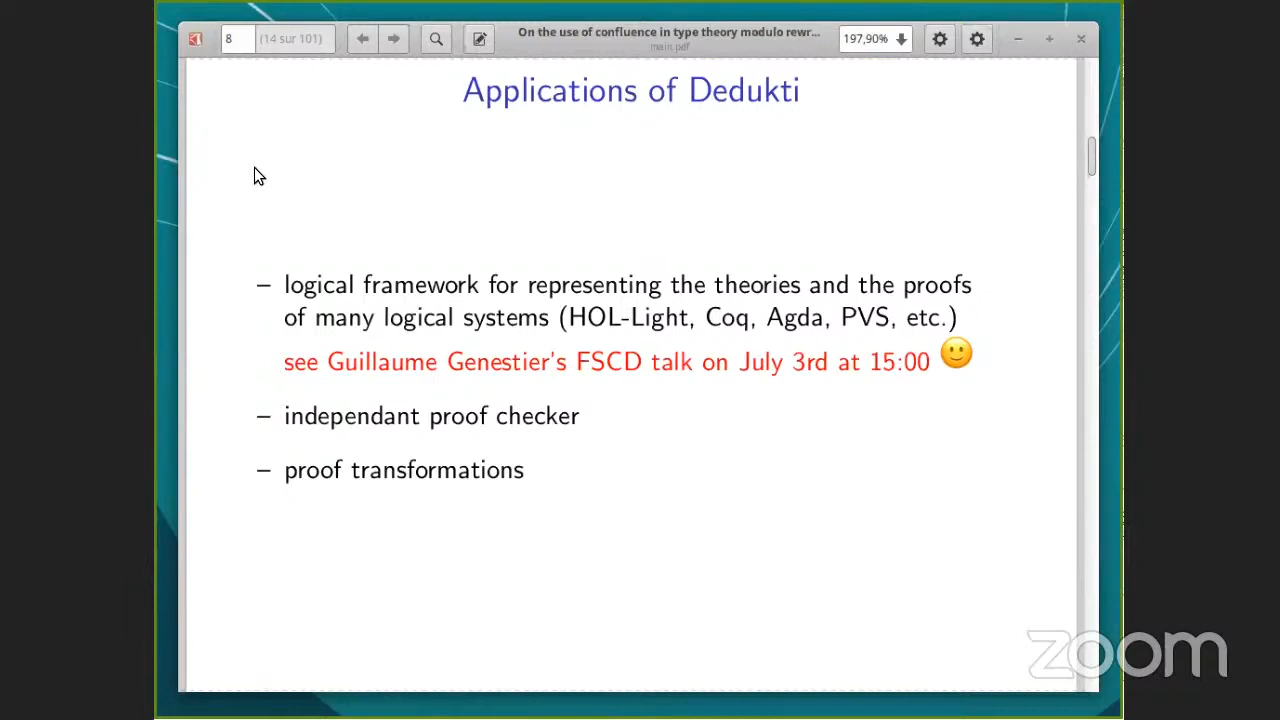 8
(14 sur 101)
On the use of confluence in type theory modulo rewr...
main.pdf
197,90%
Applications of Dedukti
– logical framework for representing the theories and the proofs
of many logical systems (HOL-Light, Coq, Agda, PVS, etc.)
see Guillaume Genestier's FSCD talk on July 3rd at 15:00 🙂
– independant proof checker
– proof transformations
zoom